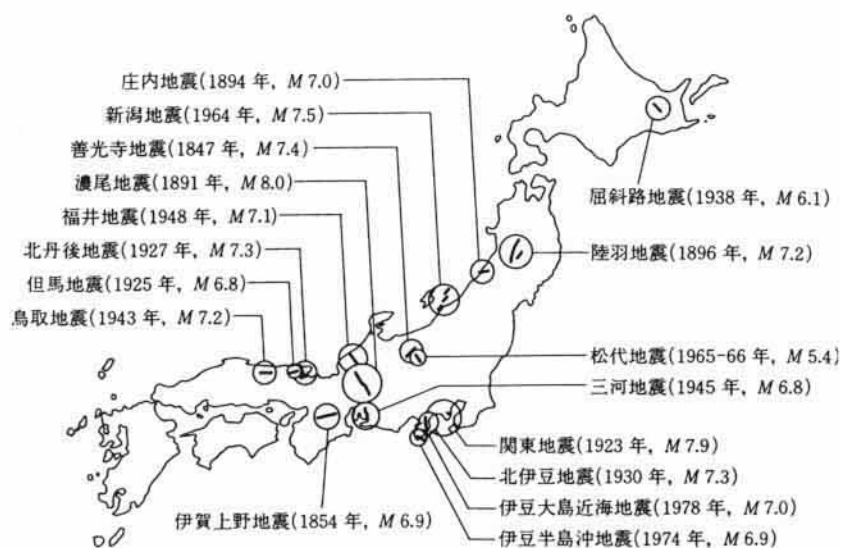 庄内地震(1894 年, M 7.0)
新潟地震(1964 年, M 7.5)
善光寺地震(1847 年, M 7.4)
濃尾地震(1891 年, M 8.0)
福井地震(1948 年, M 7.1)
北丹後地震(1927 年, M 7.3)
但馬地震(1925 年, M 6.8)
鳥取地震(1943 年, M 7.2)
屈斜路地震(1938 年, M 6.1)
陸羽地震(1896 年, M 7.2)
松代地震(1965-66 年, M 5.4)
三河地震(1945 年, M 6.8)
関東地震(1923 年, M 7.9)
北伊豆地震(1930 年, M 7.3)
伊豆大島近海地震(1978 年, M 7.0)
伊豆半島沖地震(1974 年, M 6.9)
伊賀上野地震(1854 年, M 6.9)